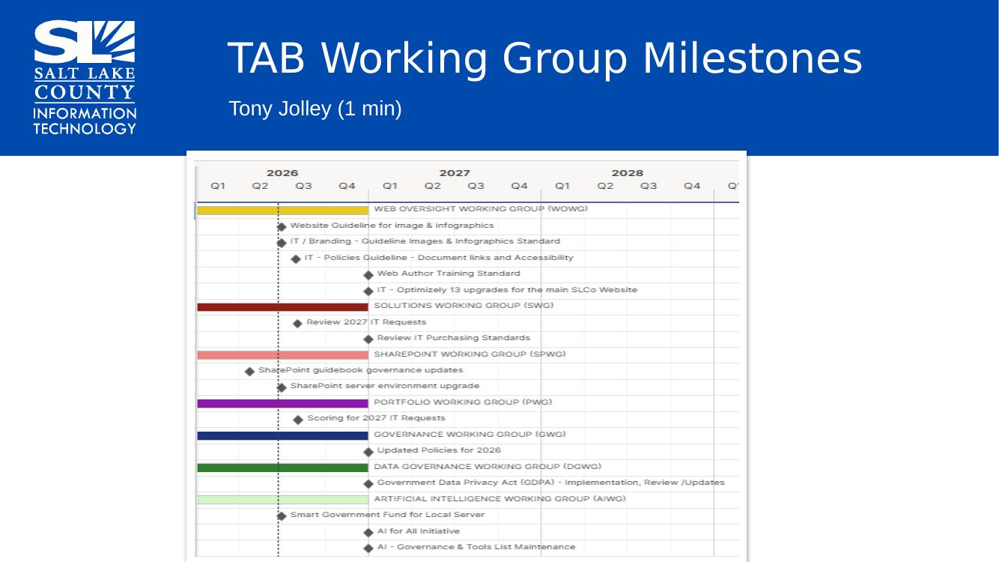 SL
SALT LAKE
COUNTY
INFORMATION
TECHNOLOGY
TAB Working Group Milestones
Tony Jolley (1 min)
2026 2027 2028
Q1 Q2 Q3 Q4 Q1 Q2 Q3 Q4 Q1 Q2 Q3 Q4 Q1
WEB OVERSIGHT WORKING GROUP (WOWG)
Website Guideline for image & infographics
IT / Branding - Guideline Images & Infographics Standard
IT - Policies Guideline - Document links and Accessibility
Web Author Training Standard
IT - Optimizely 13 upgrades for the main SLCo Website
SOLUTIONS WORKING GROUP (SWG)
Review 2027 IT Requests
Review IT Purchasing Standards
SHAREPOINT WORKING GROUP (SPWG)
SharePoint guidebook governance updates
SharePoint server environment upgrade
PORTFOLIO WORKING GROUP (PWG)
Scoring for 2027 IT Requests
GOVERNANCE WORKING GROUP (GWG)
Updated Policies for 2026
DATA GOVERNANCE WORKING GROUP (DGWG)
Government Data Privacy Act (GDPA) - Implementation, Review /Updates
ARTIFICIAL INTELLIGENCE WORKING GROUP (AIWG)
Smart Government Fund for Local Server
AI for All Initiative
AI - Governance & Tools List Maintenance